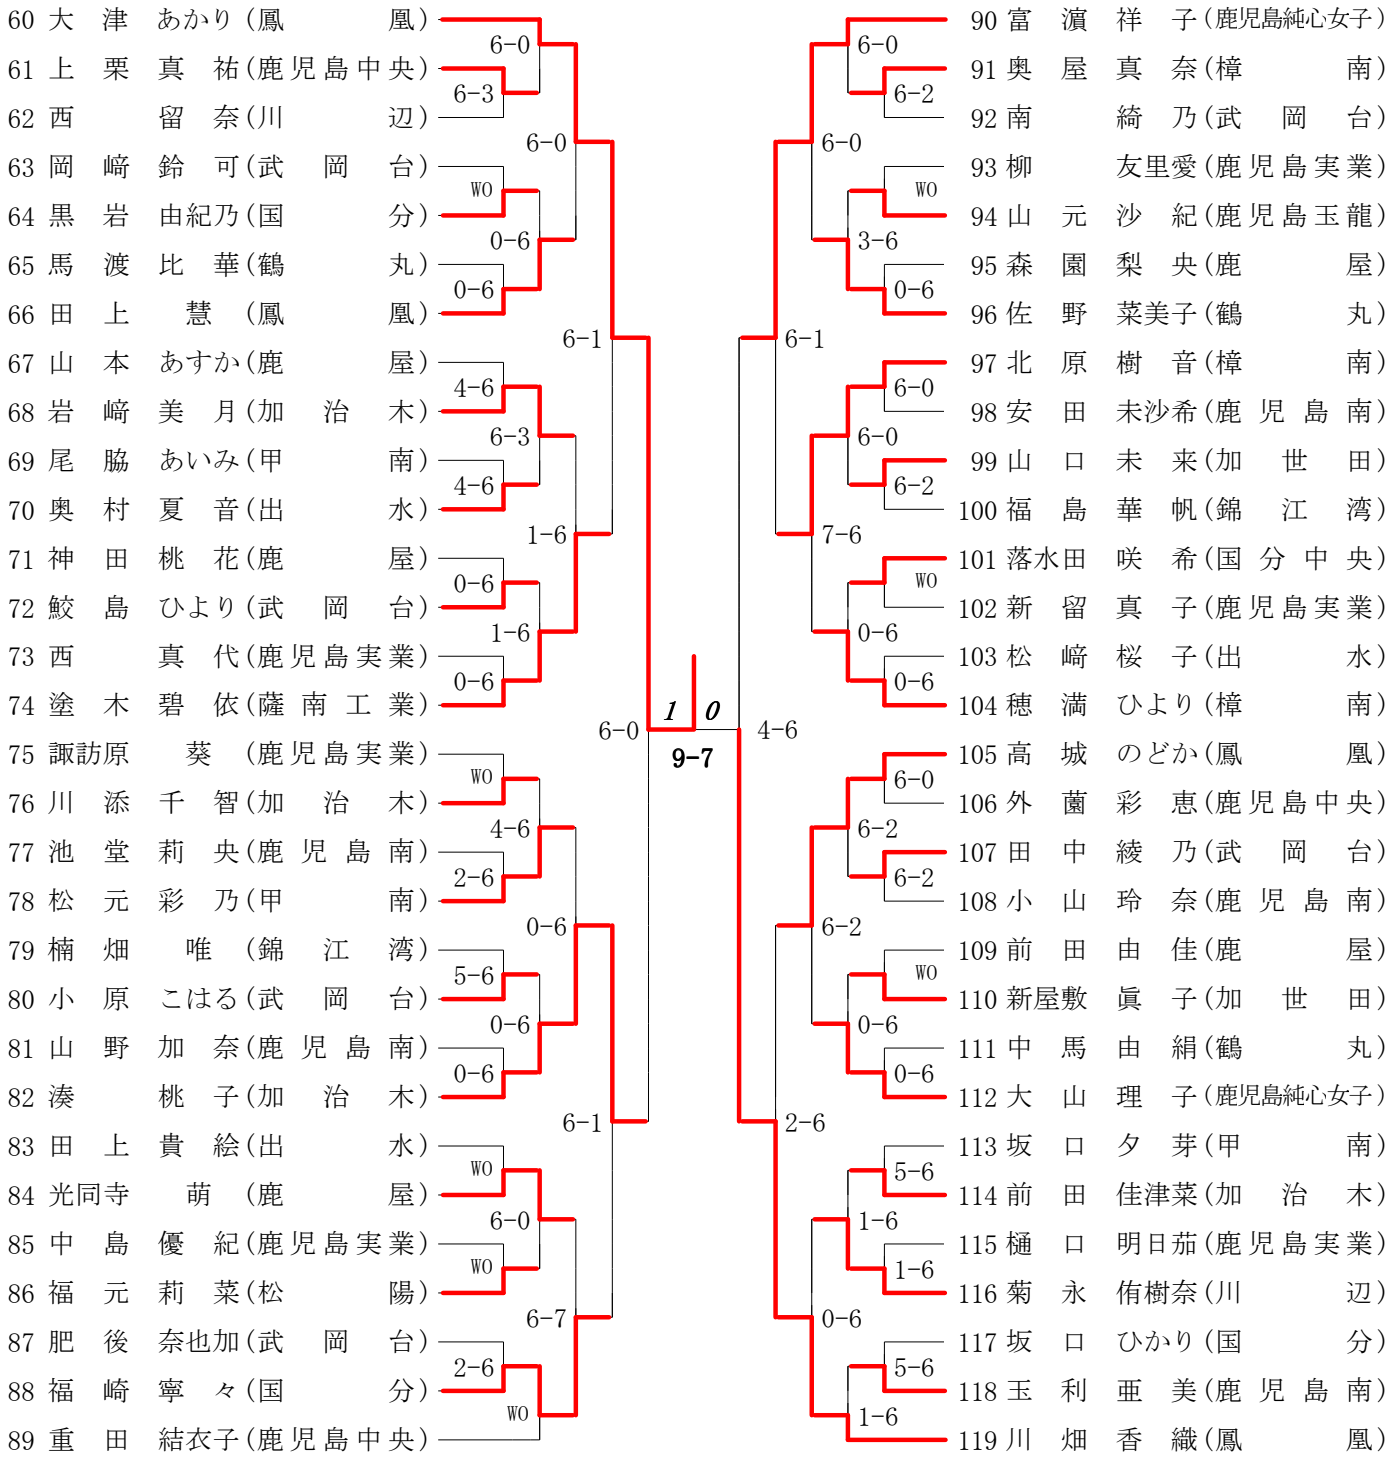 60 大津 あかり (鳳凰)
6-0
61 上栗 真祐 (鹿児島中央)
6-3
62 西 留奈 (川辺)
6-0
63 岡﨑 鈴可 (武岡台)
WO
64 黒岩 由紀乃 (国分)
0-6
65 馬渡 比華 (鶴丸)
0-6
66 田上 慧 (鳳凰)
6-1
67 山本 あすか (鹿屋)
4-6
68 岩﨑 美月 (加治木)
6-3
69 尾脇 あいみ (甲南)
4-6
70 奥村 夏音 (出水)
1-6
71 神田 桃花 (鹿屋)
0-6
72 鮫島 ひより (武岡台)
1-6
73 西 真代 (鹿児島実業)
0-6
74 塗木 碧依 (薩南工業)
6-0
75 諏訪原 葵 (鹿児島実業)
WO
76 川添 千智 (加治木)
4-6
77 池堂 莉央 (鹿児島南)
2-6
78 松元 彩乃 (甲南)
0-6
79 楠畑 唯 (錦江湾)
5-6
80 小原 こはる (武岡台)
0-6
81 山野 加奈 (鹿児島南)
0-6
82 湊 桃子 (加治木)
6-1
83 田上 貴絵 (出水)
WO
84 光同寺 萌 (鹿屋)
6-0
85 中島 優紀 (鹿児島実業)
WO
86 福元 莉菜 (松陽)
6-7
87 肥後 奈也加 (武岡台)
2-6
88 福崎 寧々 (国分)
WO
89 重田 結衣子 (鹿児島中央)
1 0
9-7
90 富濵 祥子 (鹿児島純心女子)
6-0
91 奥屋 真奈 (樟南)
6-2
92 南 綺乃 (武岡台)
6-0
93 柳 友里愛 (鹿児島実業)
WO
94 山元 沙紀 (鹿児島玉龍)
3-6
95 森園 梨央 (鹿屋)
0-6
96 佐野 菜美子 (鶴丸)
6-1
97 北原 樹音 (樟南)
6-0
98 安田 未沙希 (鹿児島南)
6-0
99 山口 未来 (加世田)
6-2
100 福島 華帆 (錦江湾)
7-6
101 落水田 咲希 (国分中央)
WO
102 新留 真子 (鹿児島実業)
0-6
103 松﨑 桜子 (出水)
0-6
104 穂満 ひより (樟南)
4-6
105 高城 のどか (鳳凰)
6-0
106 外薗 彩恵 (鹿児島中央)
6-2
107 田中 綾乃 (武岡台)
6-2
108 小山 玲奈 (鹿児島南)
6-2
109 前田 由佳 (鹿屋)
WO
110 新屋敷 眞子 (加世田)
0-6
111 中馬 由絹 (鶴丸)
0-6
112 大山 理子 (鹿児島純心女子)
2-6
113 坂口 夕芽 (甲南)
5-6
114 前田 佳津菜 (加治木)
1-6
115 樋口 明日茄 (鹿児島実業)
1-6
116 菊永 侑樹奈 (川辺)
0-6
117 坂口 ひかり (国分)
5-6
118 玉利 亜美 (鹿児島南)
1-6
119 川畑 香織 (鳳凰)